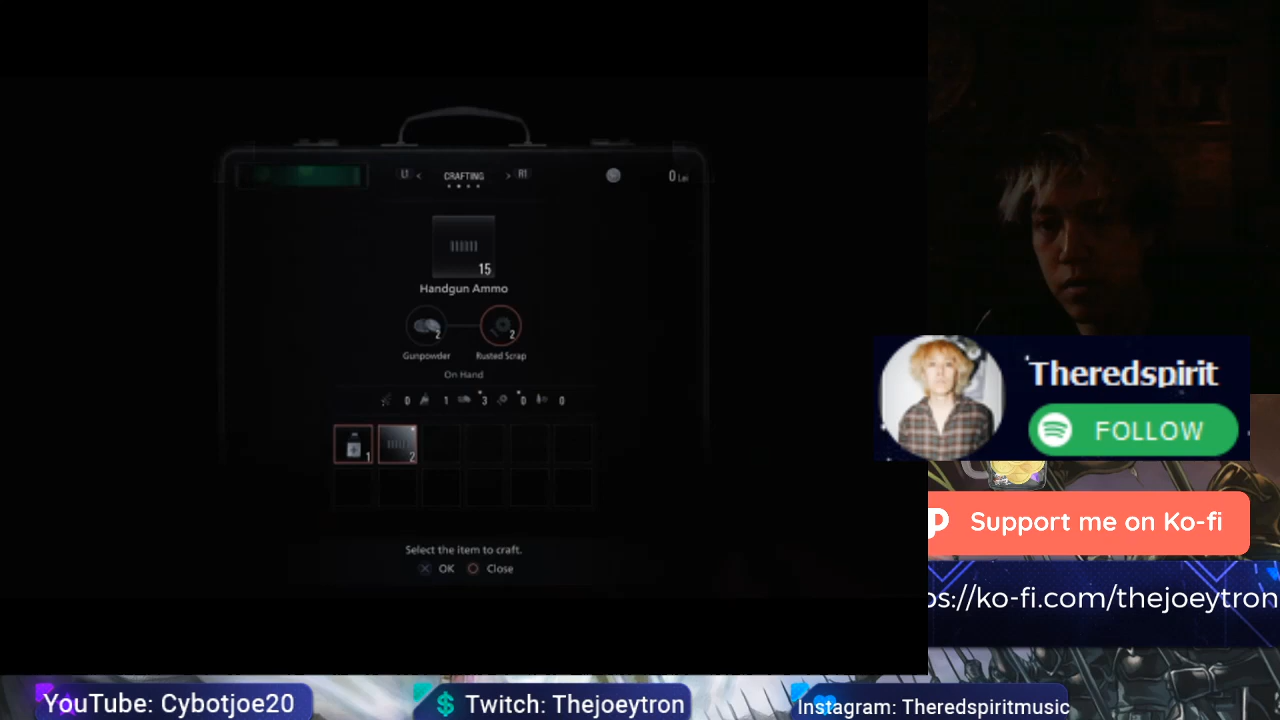 L1 < CRAFTING > R1
0 Lei
15
Handgun Ammo
2 2
Gunpowder Rusted Scrap
On Hand
0 1 3 0 0
1 2
Select the item to craft.
OK Close
Theredspirit
FOLLOW
Support me on Ko-fi
ps://ko-fi.com/thejoeytron
YouTube: Cybotjoe20
Twitch: Thejoeytron
Instagram: Theredspiritmusic